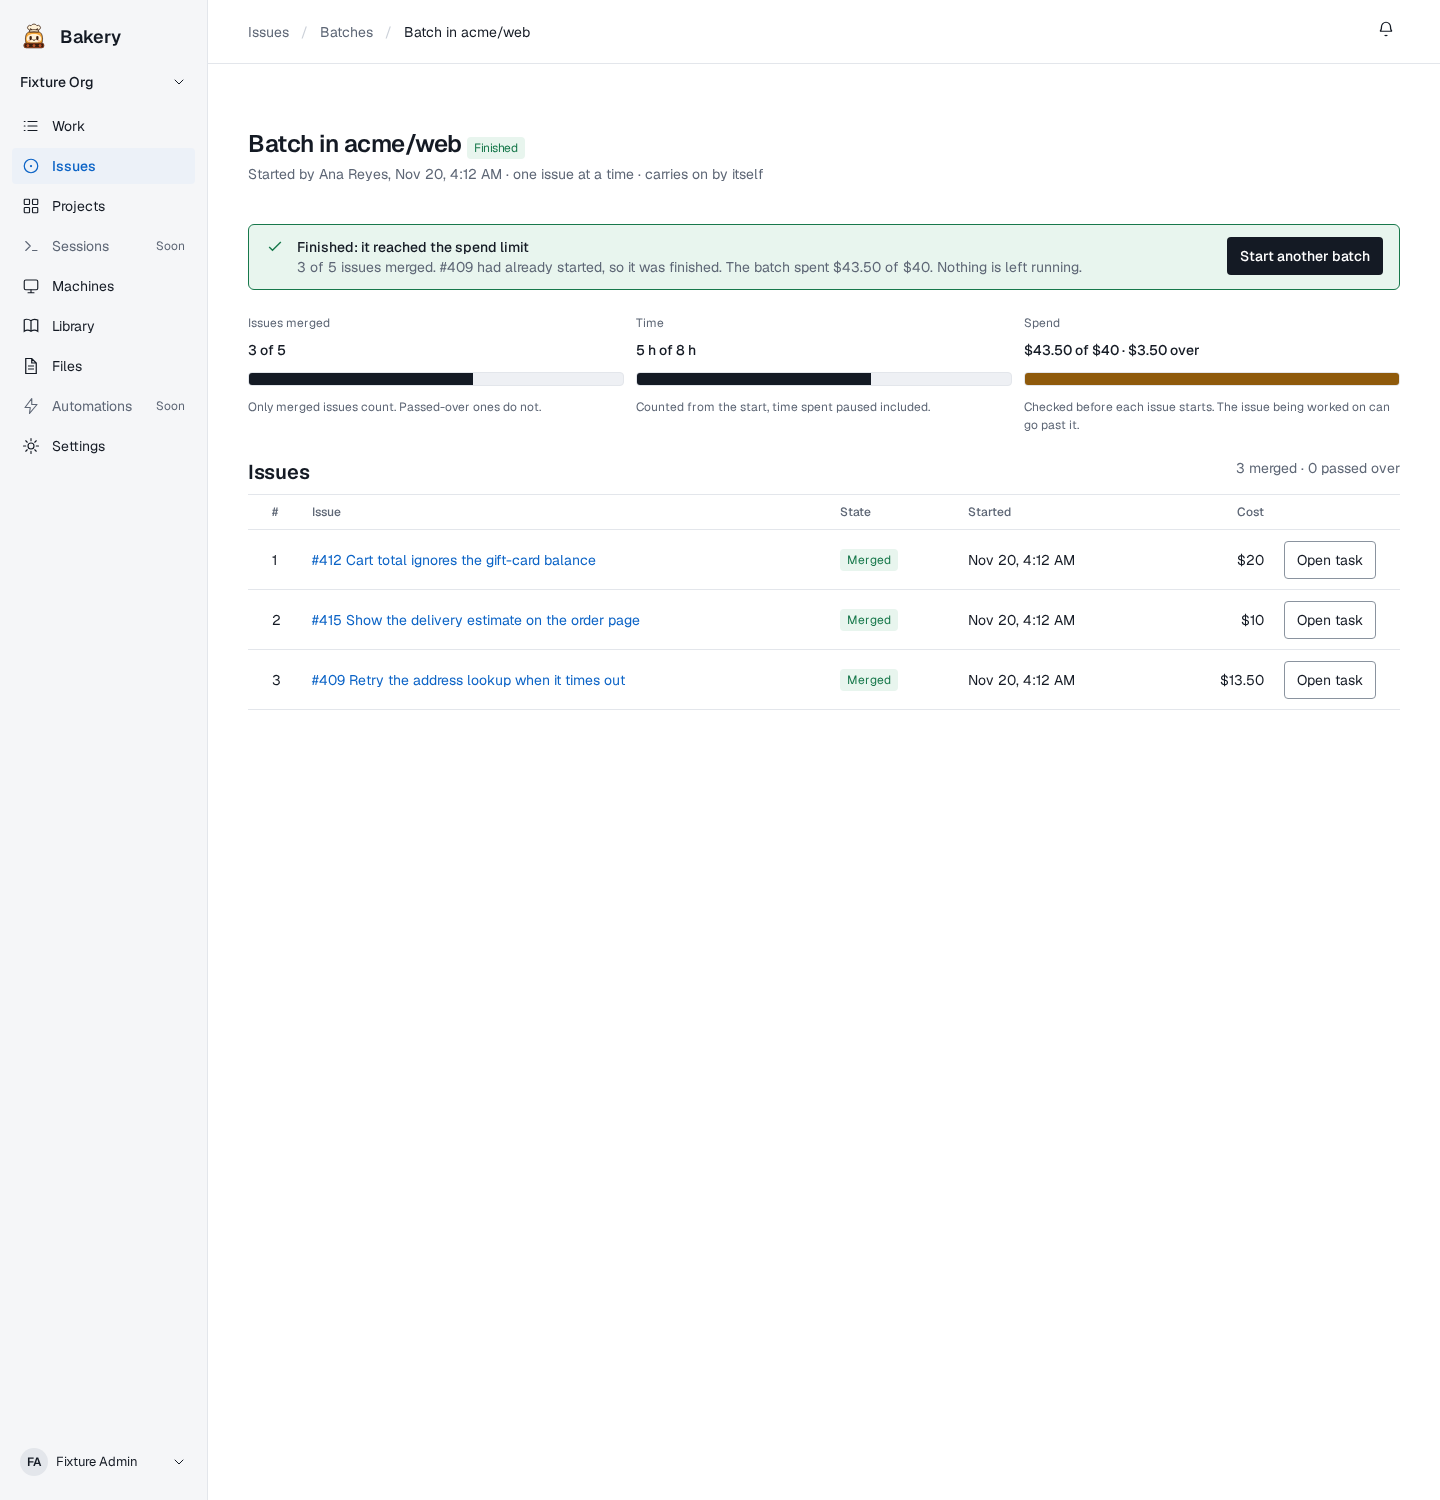 Bakery
Fixture Org
Work
Issues
Projects
Sessions Soon
Machines
Library
Files
Automations Soon
Settings
FA Fixture Admin
Issues / Batches / Batch in acme/web
Batch in acme/web Finished
Started by Ana Reyes, Nov 20, 4:12 AM · one issue at a time · carries on by itself
Finished: it reached the spend limit
3 of 5 issues merged. #409 had already started, so it was finished. The batch spent $43.50 of $40. Nothing is left running.
Start another batch
Issues merged
3 of 5
Only merged issues count. Passed-over ones do not.
Time
5 h of 8 h
Counted from the start, time spent paused included.
Spend
$43.50 of $40 · $3.50 over
Checked before each issue starts. The issue being worked on can
go past it.
Issues
3 merged · 0 passed over
# Issue State Started Cost
1 #412 Cart total ignores the gift-card balance Merged Nov 20, 4:12 AM $20 Open task
2 #415 Show the delivery estimate on the order page Merged Nov 20, 4:12 AM $10 Open task
3 #409 Retry the address lookup when it times out Merged Nov 20, 4:12 AM $13.50 Open task